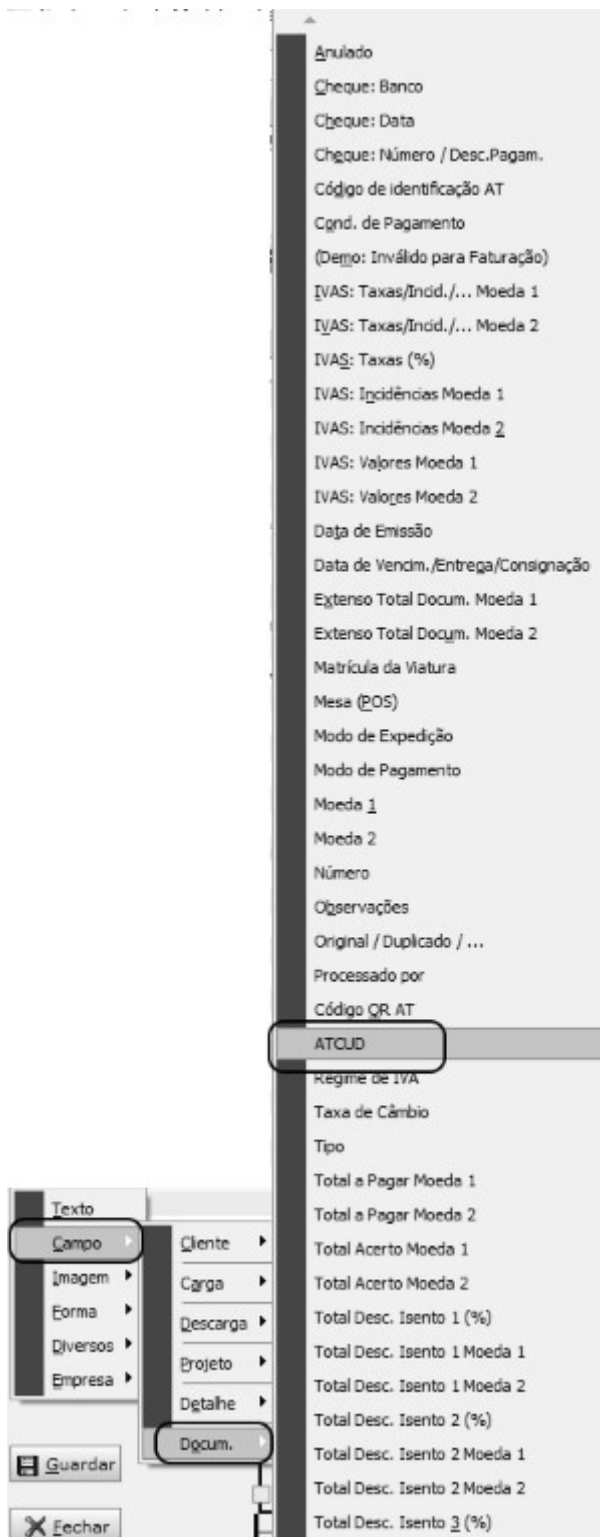 Anulado
Cheque: Banco
Cheque: Data
Cheque: Número / Desc.Pagam.
Código de identificação AT
Cond. de Pagamento
(Demo: Inválido para Faturação)
IVAS: Taxas/Incid./... Moeda 1
IVAS: Taxas/Incid./... Moeda 2
IVAS: Taxas (%)
IVAS: Incidências Moeda 1
IVAS: Incidências Moeda 2
IVAS: Valores Moeda 1
IVAS: Valores Moeda 2
Data de Emissão
Data de Vencim./Entrega/Consignação
Extenso Total Docum. Moeda 1
Extenso Total Docum. Moeda 2
Matrícula da Viatura
Mesa (POS)
Modo de Expedição
Modo de Pagamento
Moeda 1
Moeda 2
Número
Observações
Original / Duplicado / ...
Processado por
Código QR AT
ATCUD
Regime de IVA
Taxa de Câmbio
Tipo
Total a Pagar Moeda 1
Total a Pagar Moeda 2
Total Acerto Moeda 1
Total Acerto Moeda 2
Total Desc. Isento 1 (%)
Total Desc. Isento 1 Moeda 1
Total Desc. Isento 1 Moeda 2
Total Desc. Isento 2 (%)
Total Desc. Isento 2 Moeda 1
Total Desc. Isento 2 Moeda 2
Total Desc. Isento 3 (%)
Texto
Campo
Imagem
Forma
Diversos
Empresa
Cliente
Carga
Descarga
Projeto
Detalhe
Docum.
Guardar
Fechar